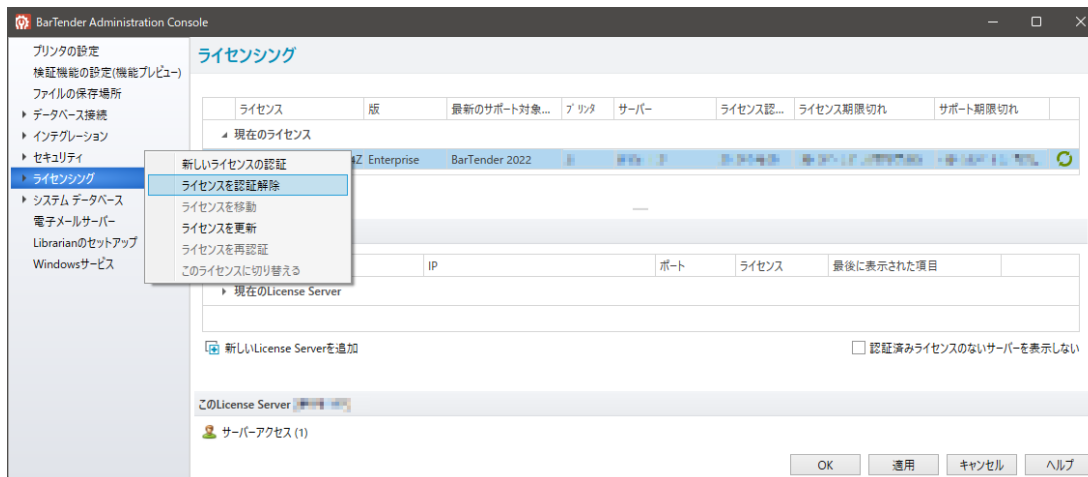 BarTender Administration Console
プリンタの設定
検証機能の設定(機能プレビュー)
ファイルの保存場所
データベース接続
インテグレーション
セキュリティ
ライセンシング
システム データベース
電子メールサーバー
Librarianのセットアップ
Windowsサービス
新しいライセンスの認証
ライセンスを認証解除
ライセンスを移動
ライセンスを更新
ライセンスを再認証
このライセンスに切り替える
ライセンシング
ライセンス 版 最新のサポート対象... プリンタ サーバー ライセンス認... ライセンス期限切れ サポート期限切れ
現在のライセンス
4Z Enterprise BarTender 2022
IP ポート ライセンス 最後に表示された項目
現在のLicense Server
新しいLicense Serverを追加 認証済みライセンスのないサーバーを表示しない
このLicense Server
サーバーアクセス (1)
OK 適用 キャンセル ヘルプ